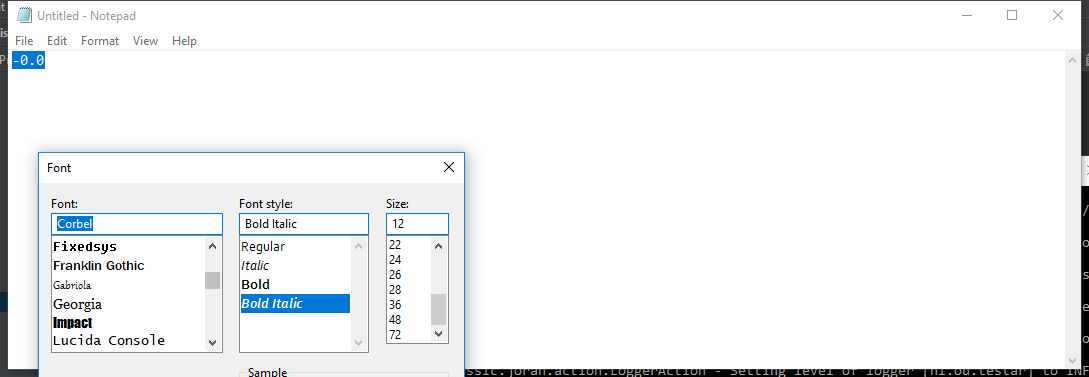 Untitled - Notepad
File Edit Format View Help
-0.0
Font
Font: Font style: Size:
Corbel Bold Italic 12
Fixedsys Regular 22
Franklin Gothic Italic 24
Gabriola Bold 26
Georgia Bold Italic 28
Impact 36
Lucida Console 48
72
Sample
ssic.joran.action.LoggerAction - Setting level of logger [nl.ou.testar] to INF